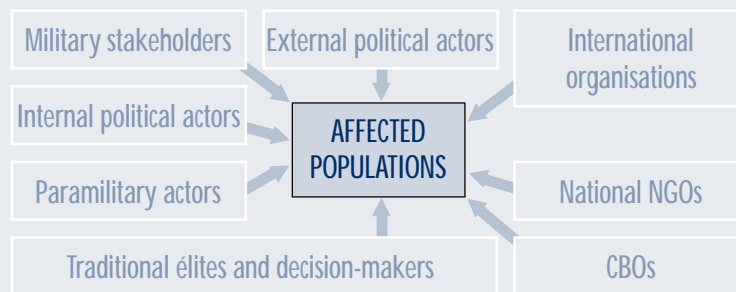 Military stakeholders
External political actors
International
organisations
Internal political actors
AFFECTED
POPULATIONS
Paramilitary actors
National NGOs
Traditional élites and decision-makers
CBOs